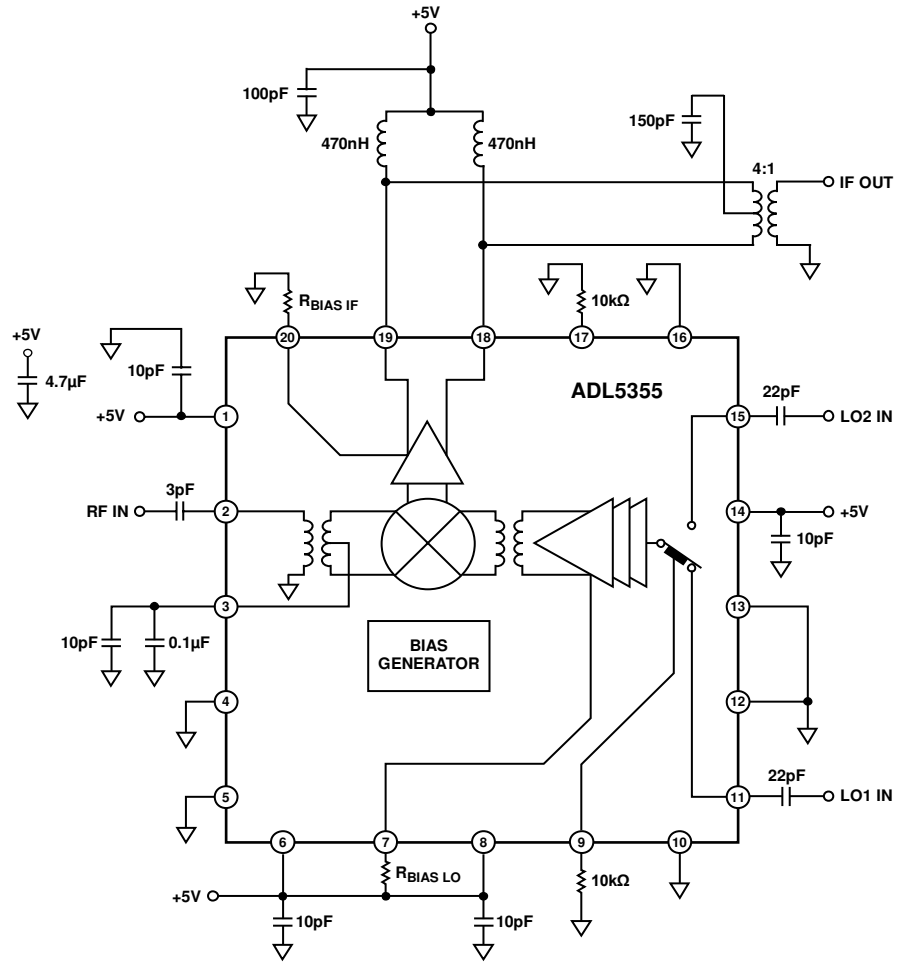 +5V
100pF
470nH
470nH
150pF
4:1
IF OUT
RBIAS IF
10kΩ
20
19
18
17
16
+5V
4.7µF
10pF
+5V
1
ADL5355
22pF
15
LO2 IN
3pF
RF IN
2
14
+5V
10pF
3
10pF
0.1µF
BIAS
GENERATOR
13
4
12
5
22pF
11
LO1 IN
6
7
8
9
10
RBIAS LO
10kΩ
+5V
10pF
10pF